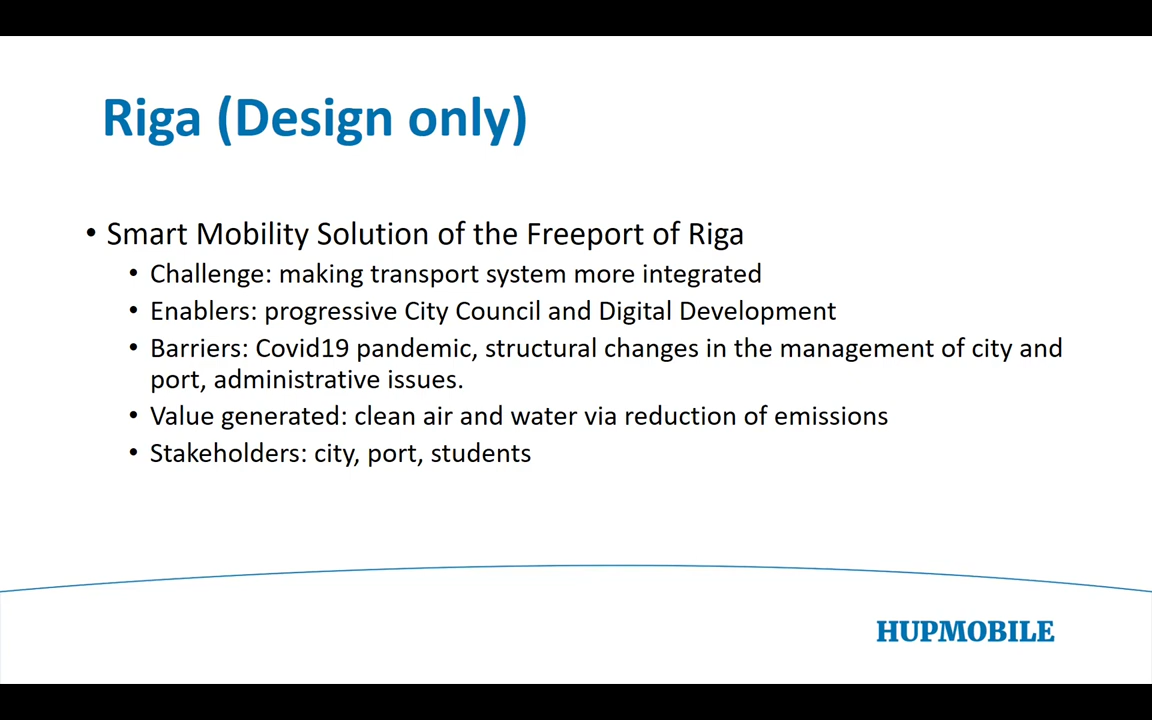 Riga (Design only)
• Smart Mobility Solution of the Freeport of Riga
• Challenge: making transport system more integrated
• Enablers: progressive City Council and Digital Development
• Barriers: Covid19 pandemic, structural changes in the management of city and
port, administrative issues.
• Value generated: clean air and water via reduction of emissions
• Stakeholders: city, port, students
HUPMOBILE